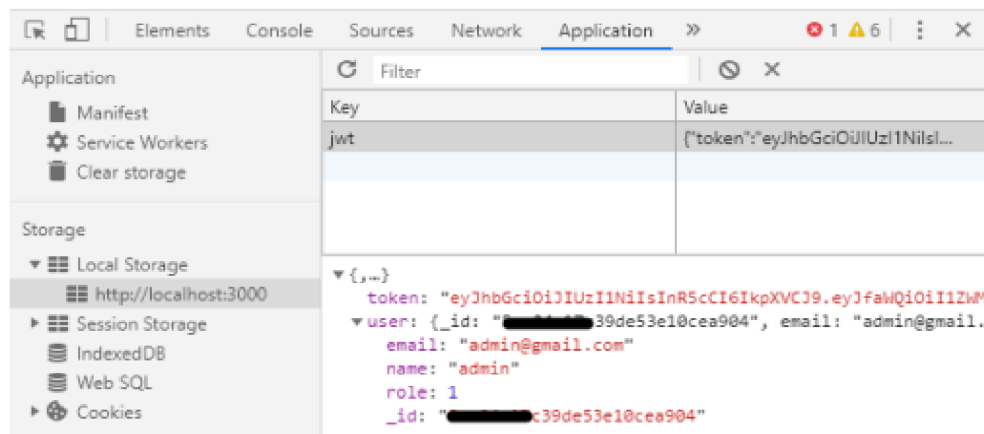 Elements Console Sources Network Application » 1 6
Application
Manifest
Service Workers
Clear storage
Storage
Local Storage
http://localhost:3000
Session Storage
IndexedDB
Web SQL
Cookies
Filter
Key Value
jwt {"token":"eyJhbGciOiJIUzI1NiIsI...
{,…}
token: "eyJhbGciOiJIUzI1NiIsInR5cCI6IkpXVCJ9.eyJfaWQiOiI1ZWM
user: {_id: " 39de53e10cea904", email: "admin@gmail.
email: "admin@gmail.com"
name: "admin"
role: 1
_id: " c39de53e10cea904"